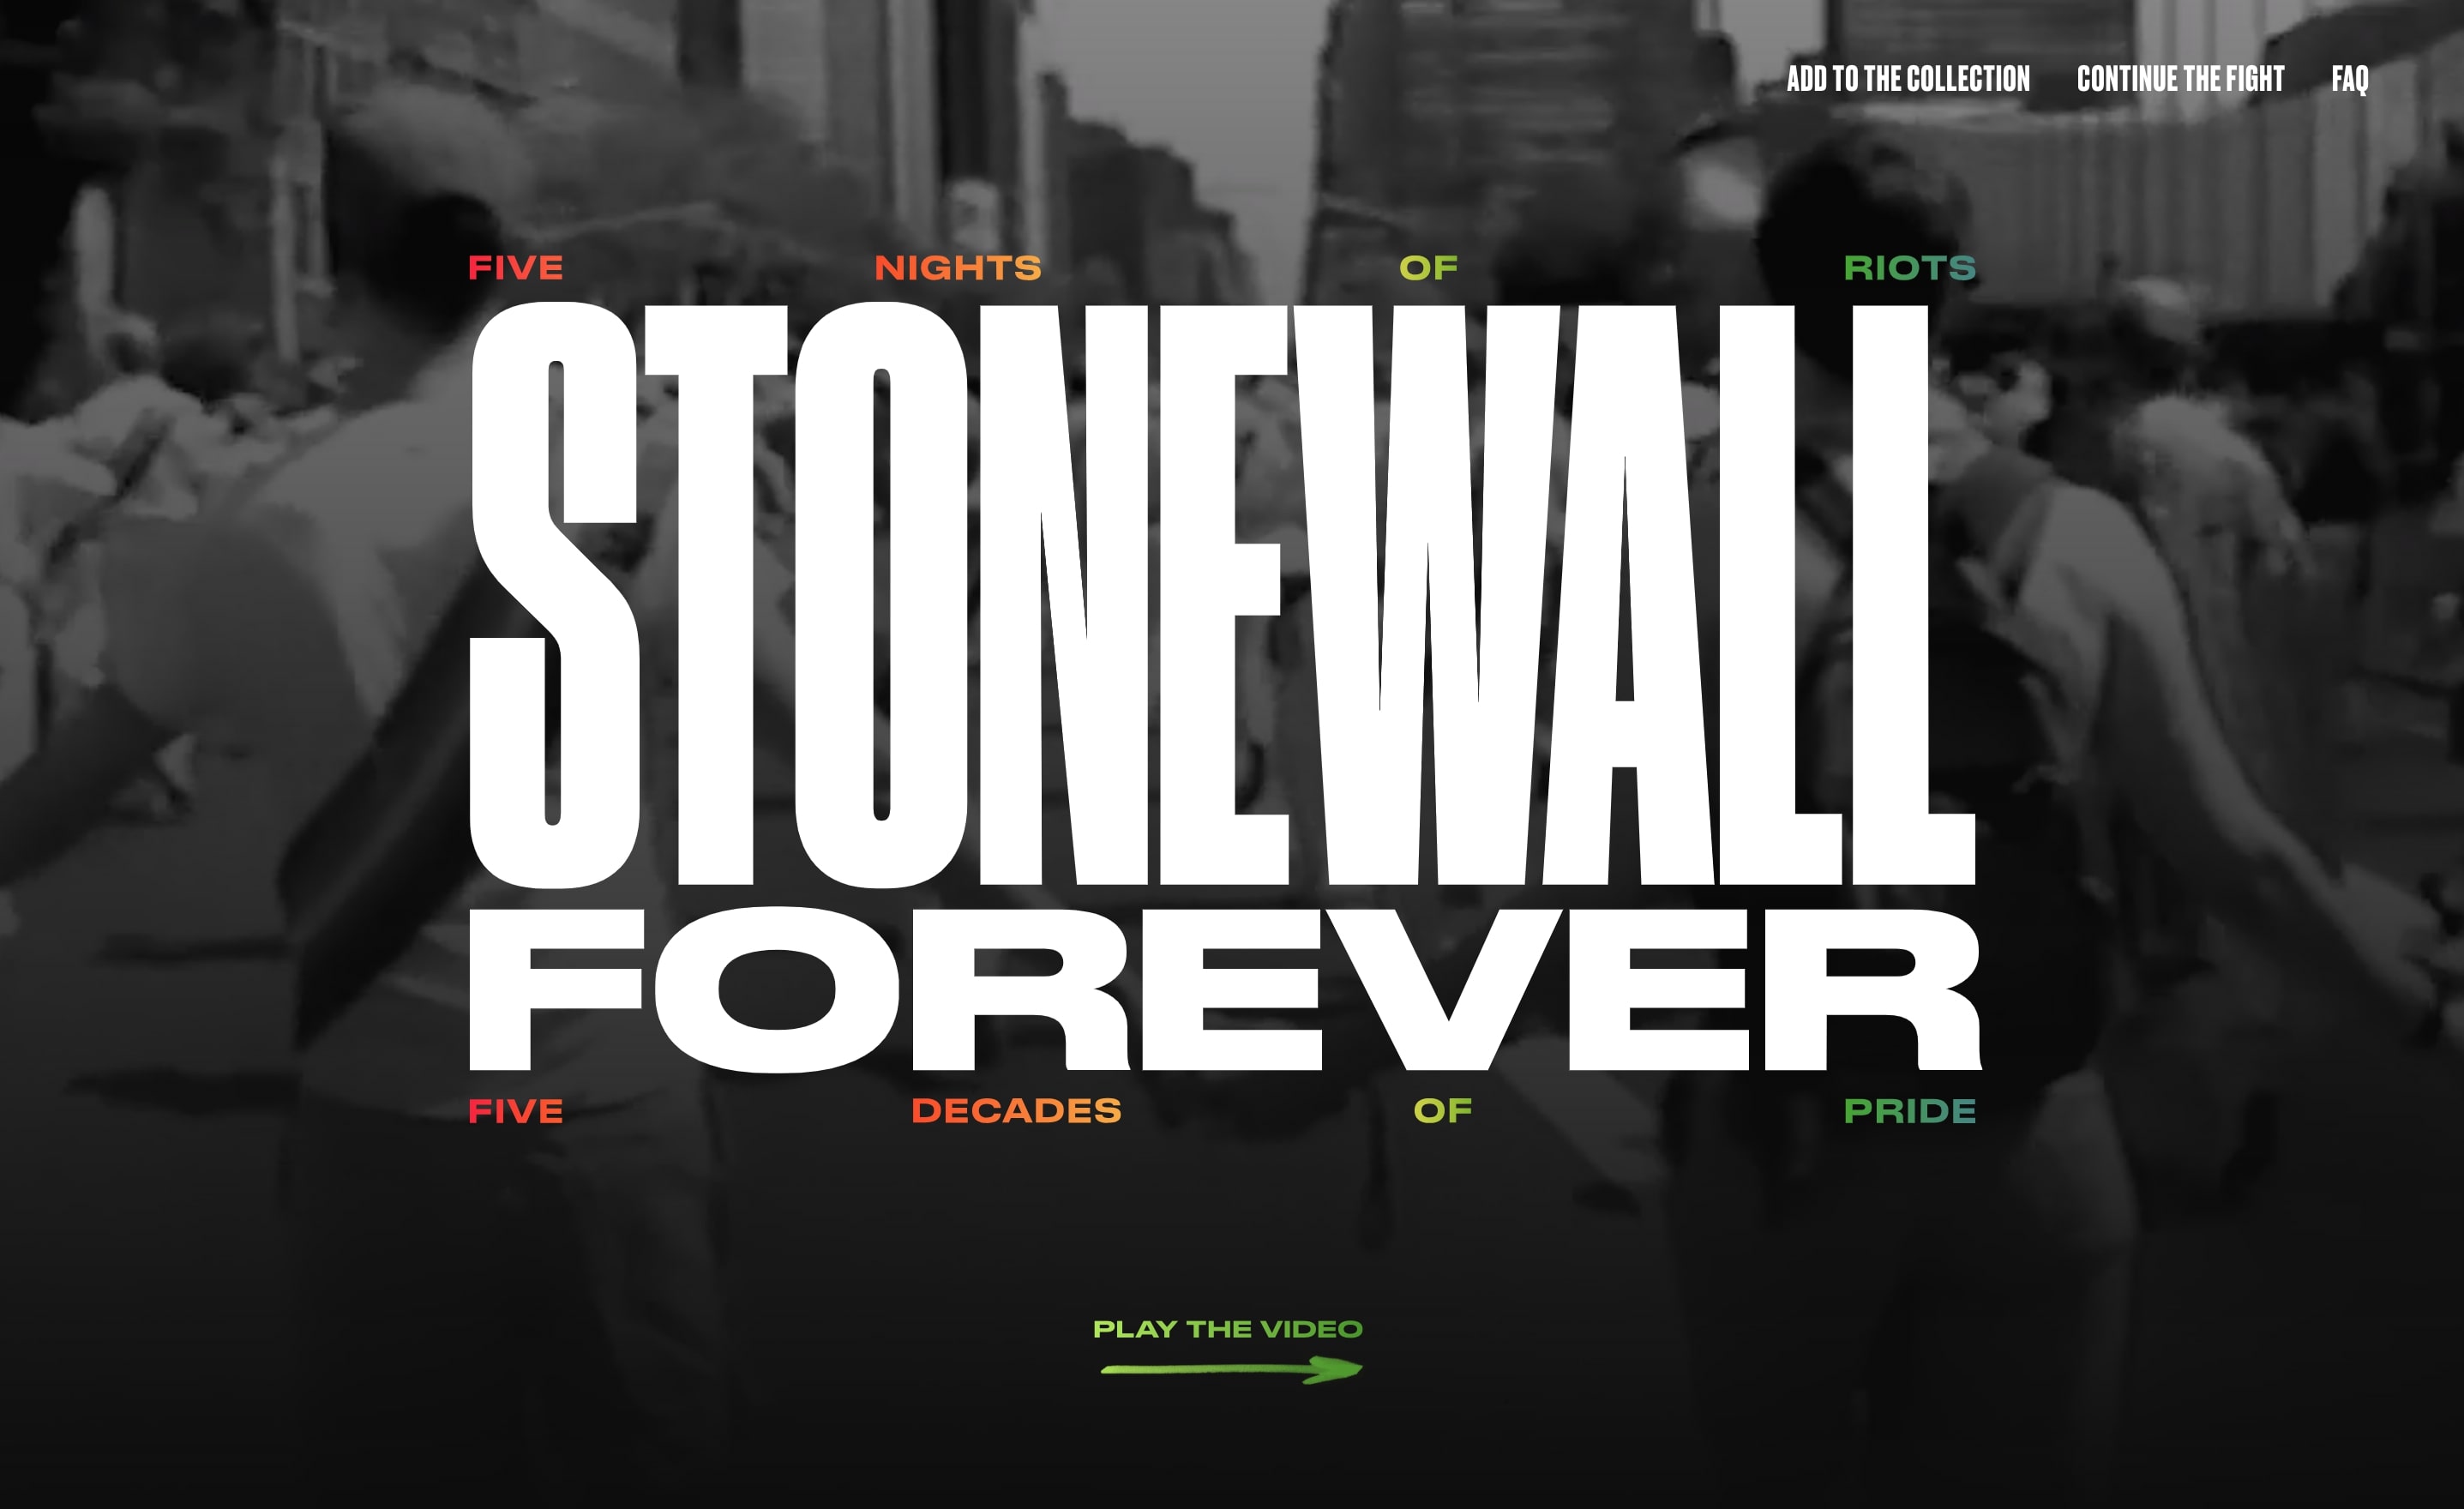 ADD TO THE COLLECTION CONTINUE THE FIGHT FAQ
FIVE NIGHTS OF RIOTS
STONEWALL
FOREVER
FIVE DECADES OF PRIDE
PLAY THE VIDEO